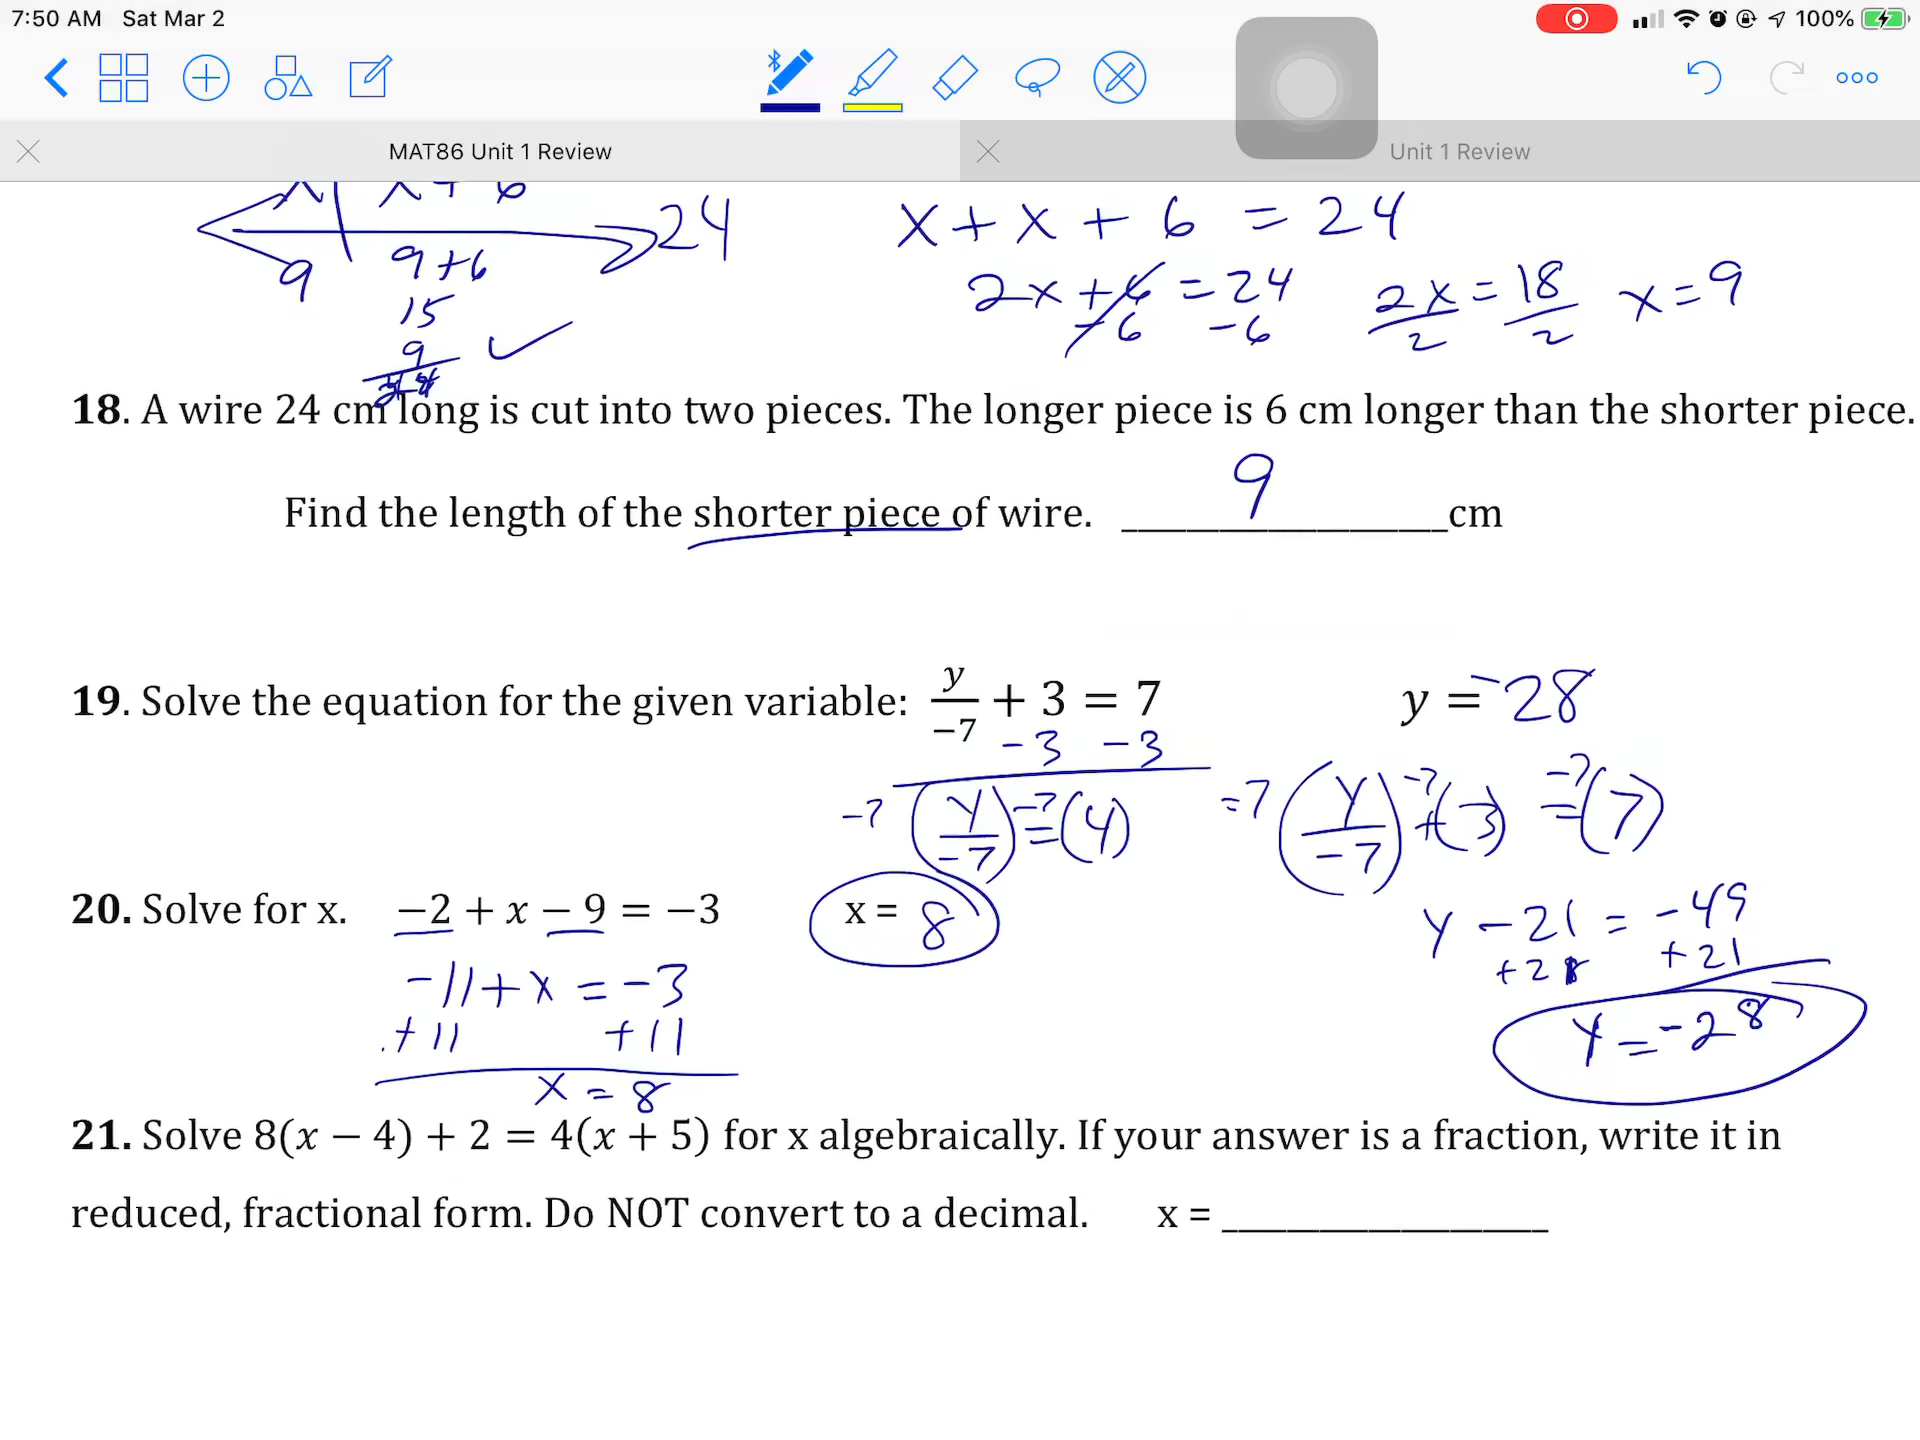 7:50 AM Sat Mar 2
100%
MAT86 Unit 1 Review
Unit 1 Review
x + 6
24
x + x + 6 = 24
9
9+6
15
9
2x + 6 = 24
-6 -6
2x = 18
2 2
x = 9
18. A wire 24 cm long is cut into two pieces. The longer piece is 6 cm longer than the shorter piece.
Find the length of the shorter piece of wire. 9 cm
19. Solve the equation for the given variable: y/−7 + 3 = 7 y = -28
-3 -3
-7(y/-7) = -7(4)
-7(y/-7) + -7(3) = -7(7)
20. Solve for x. −2 + x − 9 = −3 x = 8
-11 + x = -3
+11 +11
x = 8
y - 21 = -49
+21 +21
y = -28
21. Solve 8(x − 4) + 2 = 4(x + 5) for x algebraically. If your answer is a fraction, write it in
reduced, fractional form. Do NOT convert to a decimal. x =